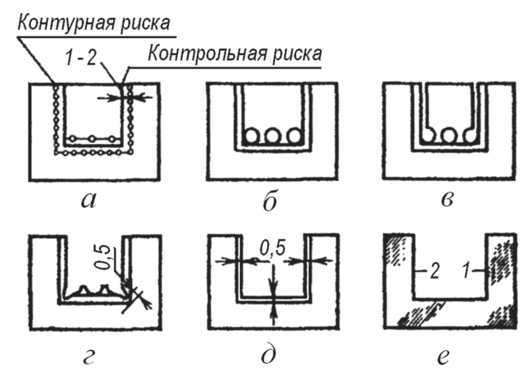 Контурная риска
1-2
Контрольная риска
а
б
в
0,5
0,5
2
1
г
д
е